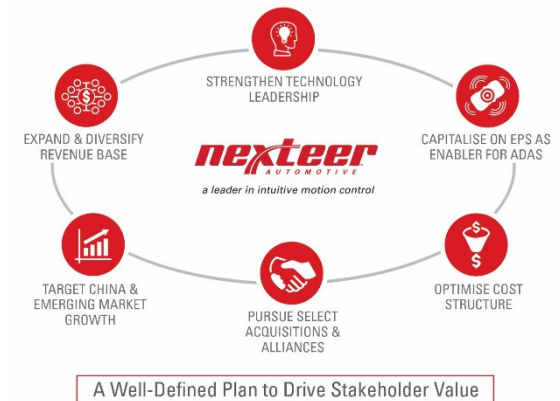 STRENGTHEN TECHNOLOGY
LEADERSHIP
EXPAND & DIVERSIFY
REVENUE BASE
CAPITALISE ON EPS AS
ENABLER FOR ADAS
nexteer
AUTOMOTIVE
a leader in intuitive motion control
TARGET CHINA &
EMERGING MARKET
GROWTH
PURSUE SELECT
ACQUISITIONS &
ALLIANCES
OPTIMISE COST
STRUCTURE
$
$
$
A Well-Defined Plan to Drive Stakeholder Value